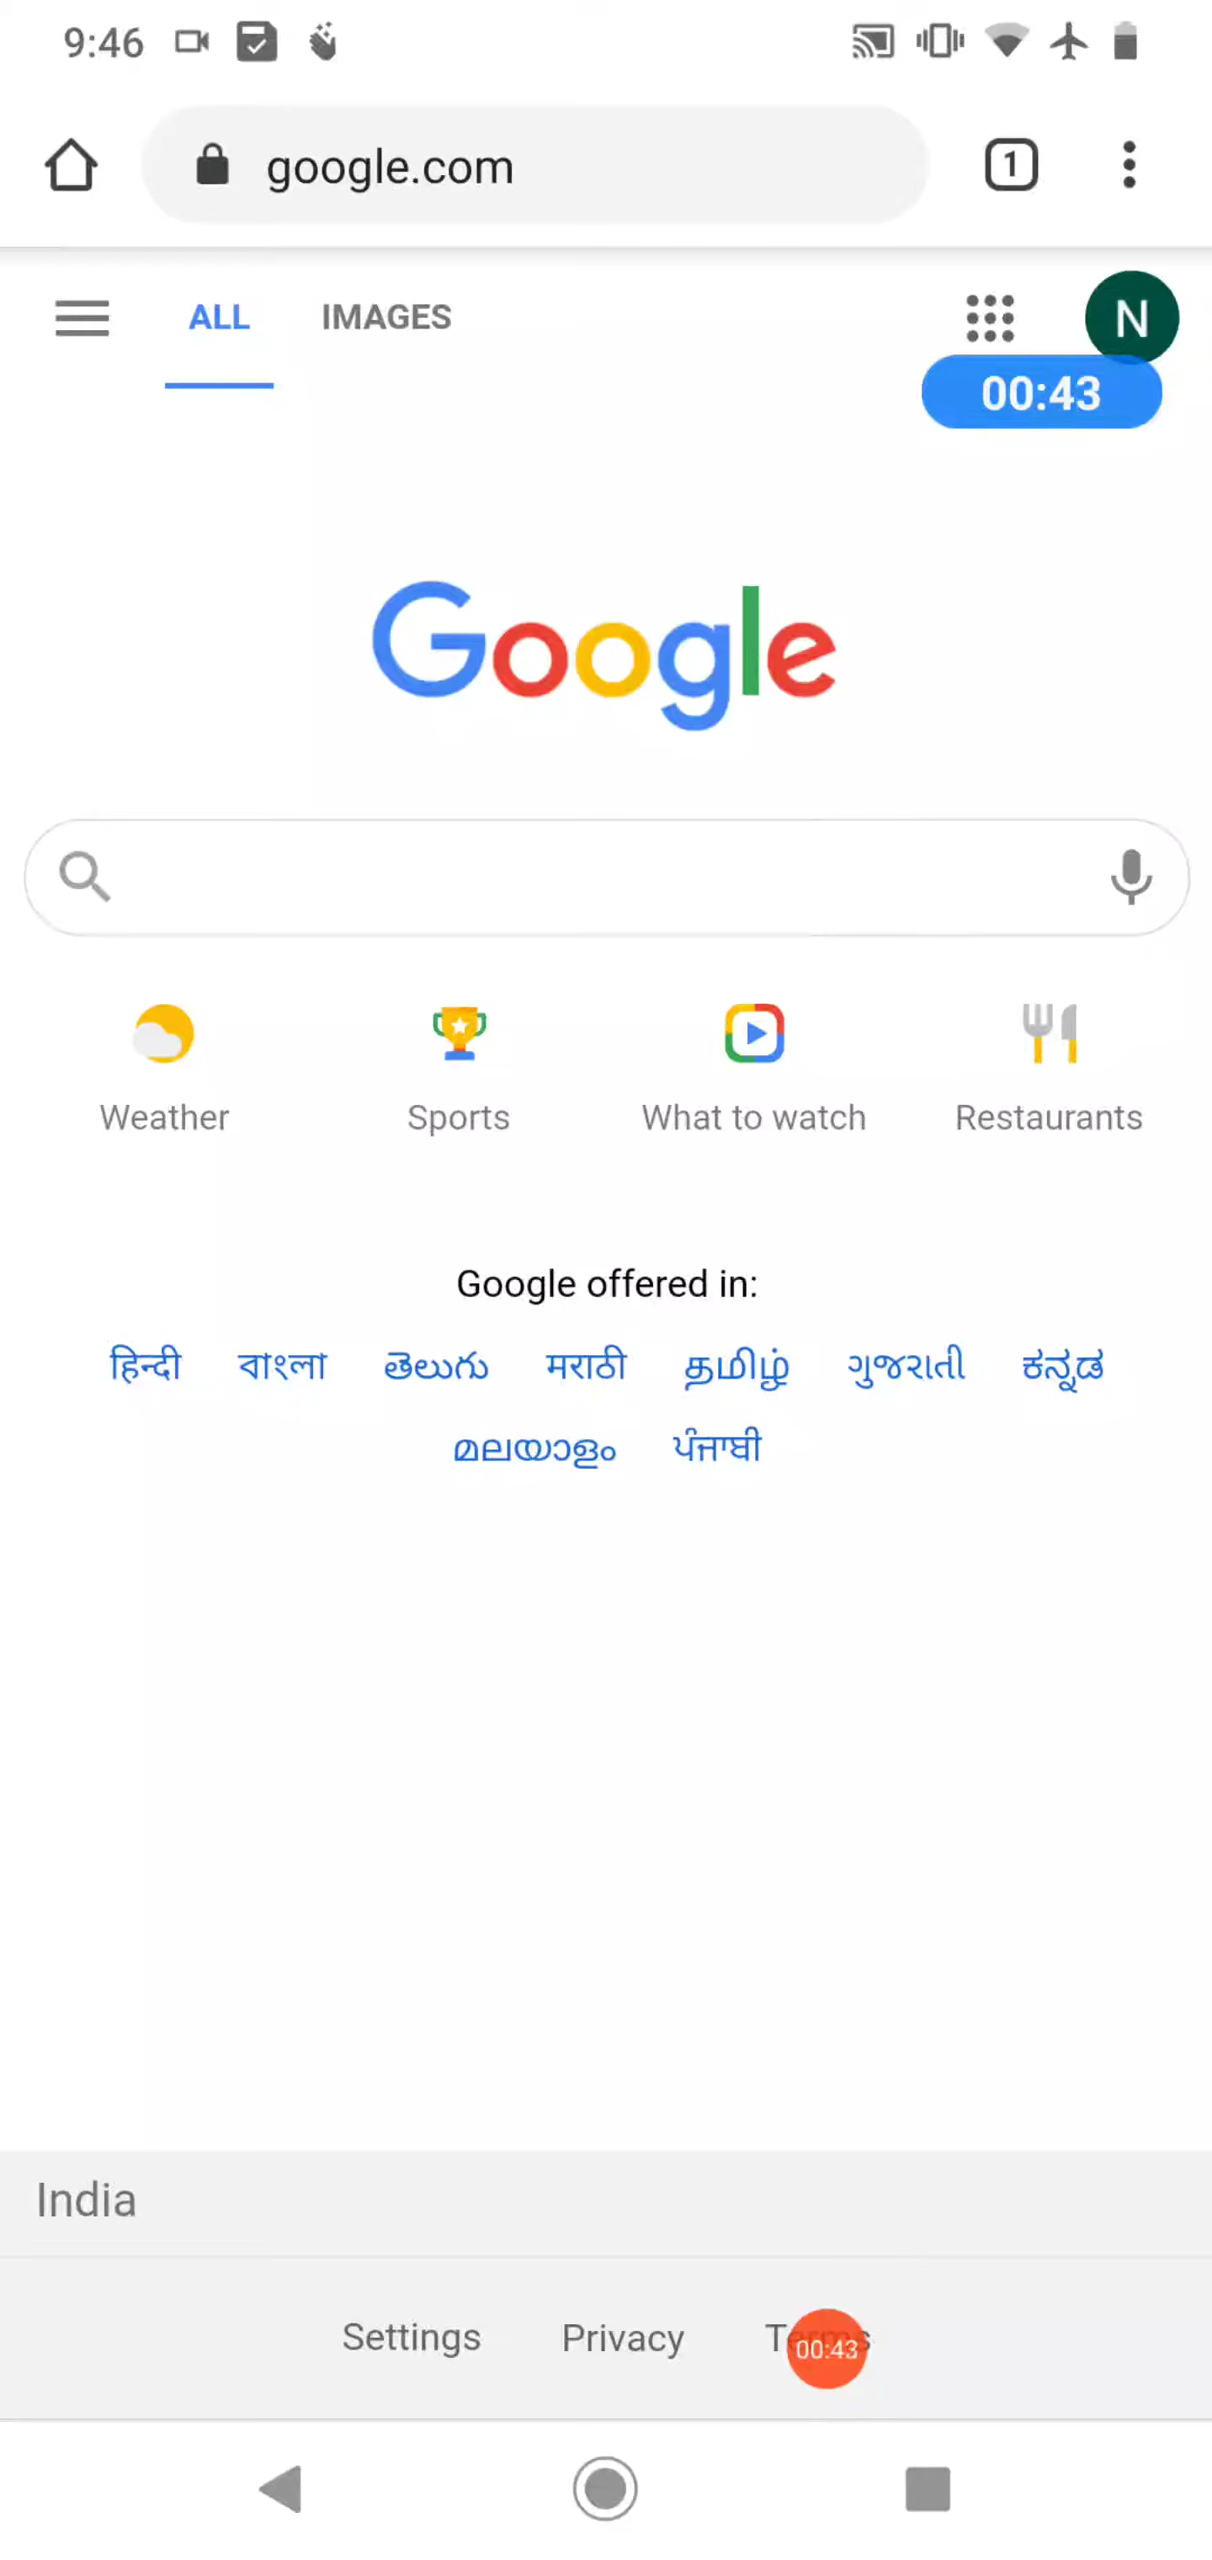 9:46
google.com 1
ALL IMAGES N
00:43
Google
Weather Sports What to watch Restaurants
Google offered in:
हिन्दी বাংলা తెలుగు मराठी தமிழ் ગુજરાતી ಕನ್ನಡ
മലയാളം ਪੰਜਾਬੀ
India
Settings Privacy Terms
00:43